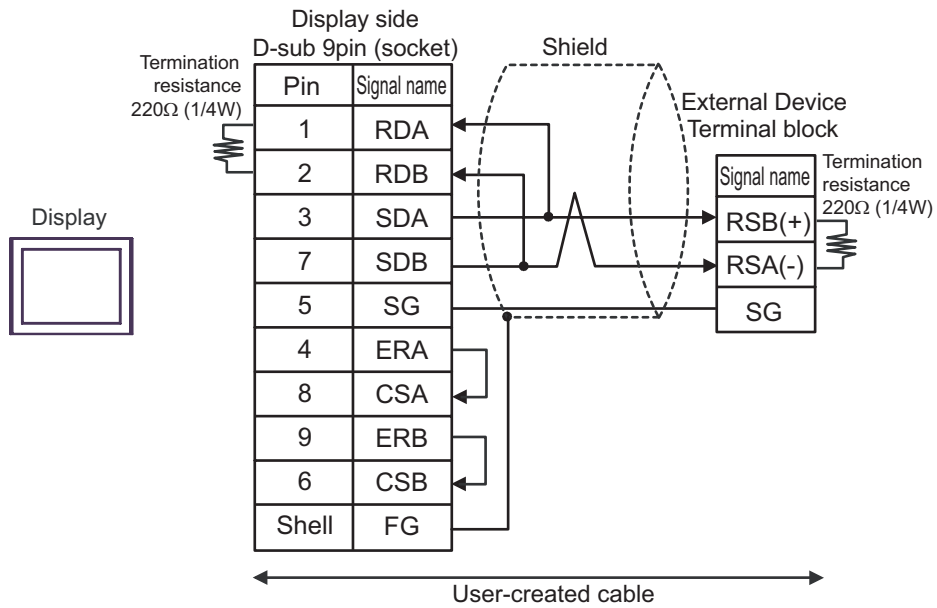 Display side
D-sub 9pin (socket)
Shield
Termination
resistance
220Ω (1/4W)
Pin Signal name
1 RDA
2 RDB
3 SDA
7 SDB
5 SG
4 ERA
8 CSA
9 ERB
6 CSB
Shell FG
External Device
Terminal block
Signal name
RSB(+)
RSA(-)
SG
Termination
resistance
220Ω (1/4W)
Display
User-created cable